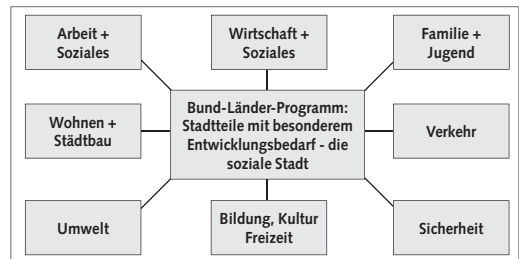 Arbeit +
Soziales
Wirtschaft +
Soziales
Familie +
Jugend
Wohnen +
Städtbau
Bund-Länder-Programm:
Stadtteile mit besonderem
Entwicklungsbedarf - die
soziale Stadt
Verkehr
Umwelt
Bildung, Kultur
Freizeit
Sicherheit